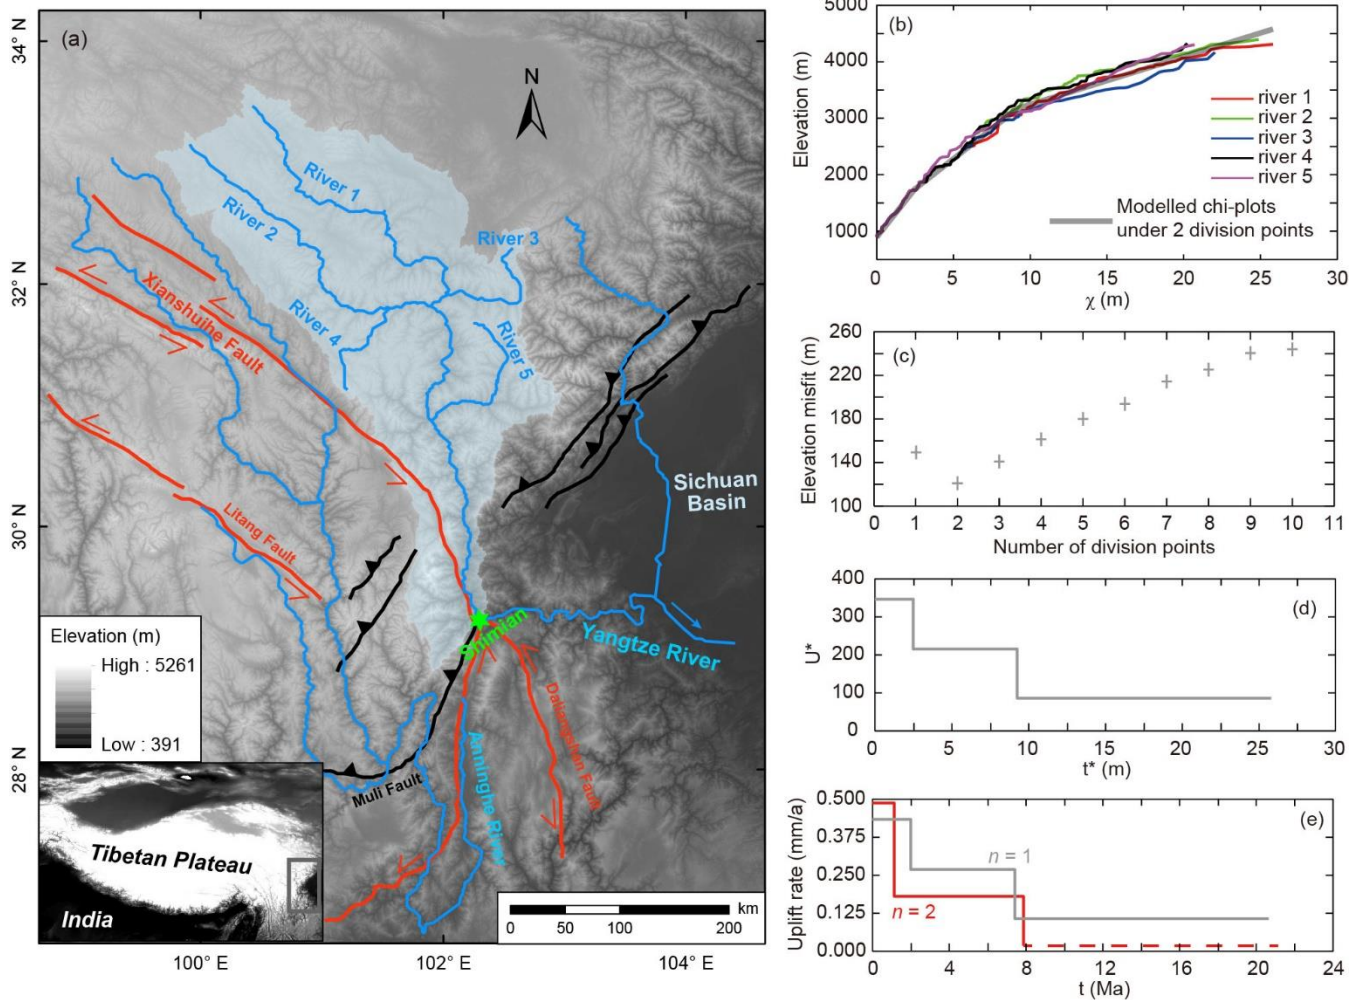 (a)
34° N
32° N
30° N
28° N
100° E
102° E
104° E
N
River 1
River 2
River 3
River 4
River 5
Xianshuihe Fault
Litang Fault
Sichuan
Basin
Shimian
Yangtze River
Daliangshan Fault
Anninghe River
Muli Fault
Elevation (m)
High : 5261
Low : 391
Tibetan Plateau
India
km
0 50 100 200
(b)
Elevation (m)
5000
4000
3000
2000
1000
river 1
river 2
river 3
river 4
river 5
Modelled chi-plots
under 2 division points
0 5 10 15 20 25 30
χ (m)
(c)
Elevation misfit (m)
260
220
180
140
100
0 1 2 3 4 5 6 7 8 9 10 11
Number of division points
(d)
U*
400
300
200
100
0
0 5 10 15 20 25 30
t* (m)
(e)
Uplift rate (mm/a)
0.500
0.375
0.250
0.125
0.000
n = 1
n = 2
0 4 8 12 16 20 24
t (Ma)